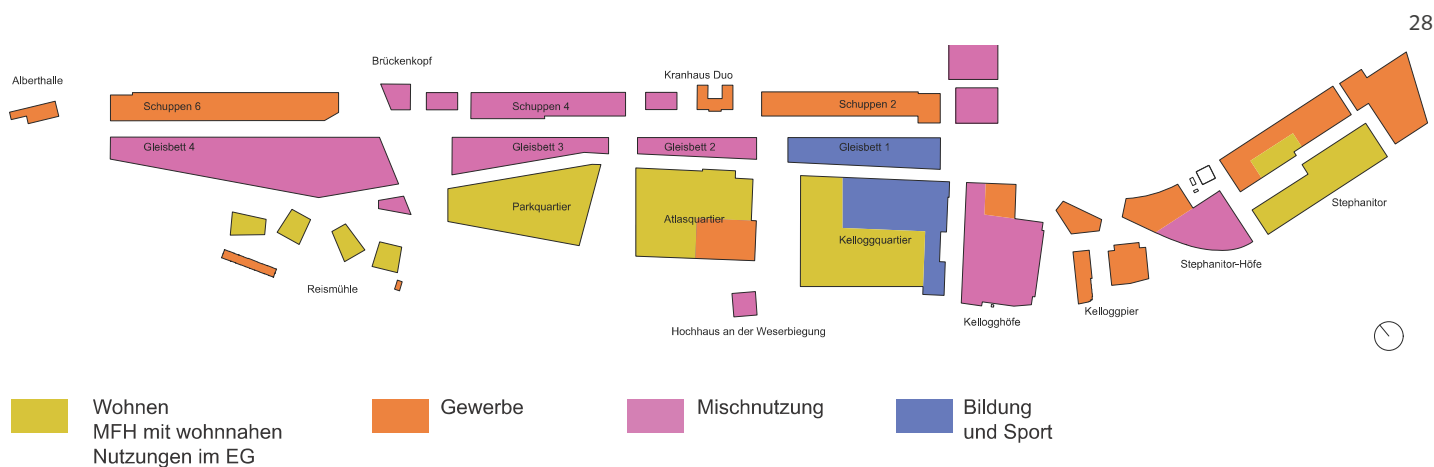 28
Alberthalle
Brückenkopf
Kranhaus Duo
Schuppen 6
Schuppen 4
Schuppen 2
Gleisbett 4
Gleisbett 3
Gleisbett 2
Gleisbett 1
Parkquartier
Atlasquartier
Kelloggquartier
Stephanitor
Stephanitor-Höfe
Reismühle
Hochhaus an der Weserbiegung
Kellogghöfe
Kelloggpier
Wohnen
MFH mit wohnnahen
Nutzungen im EG
Gewerbe
Mischnutzung
Bildung
und Sport